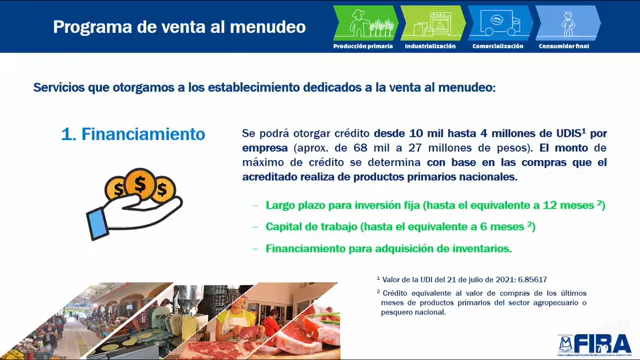 Programa de venta al menudeo
Producción primaria
Industrialización
Comercialización
Consumidor final
Servicios que otorgamos a los establecimiento dedicados a la venta al menudeo:
1. Financiamiento
Se podrá otorgar crédito desde 10 mil hasta 4 millones de UDIS¹ por
empresa (aprox. de 68 mil a 27 millones de pesos). El monto de
máximo de crédito se determina con base en las compras que el
acreditado realiza de productos primarios nacionales.
– Largo plazo para inversión fija (hasta el equivalente a 12 meses ²)
– Capital de trabajo (hasta el equivalente a 6 meses ²)
– Financiamiento para adquisición de inventarios.
¹ Valor de la UDI del 21 de julio de 2021: 6.85617
² Crédito equivalente al valor de compras de los últimos
meses de productos primarios del sector agropecuario o
pesquero nacional.
FIRA